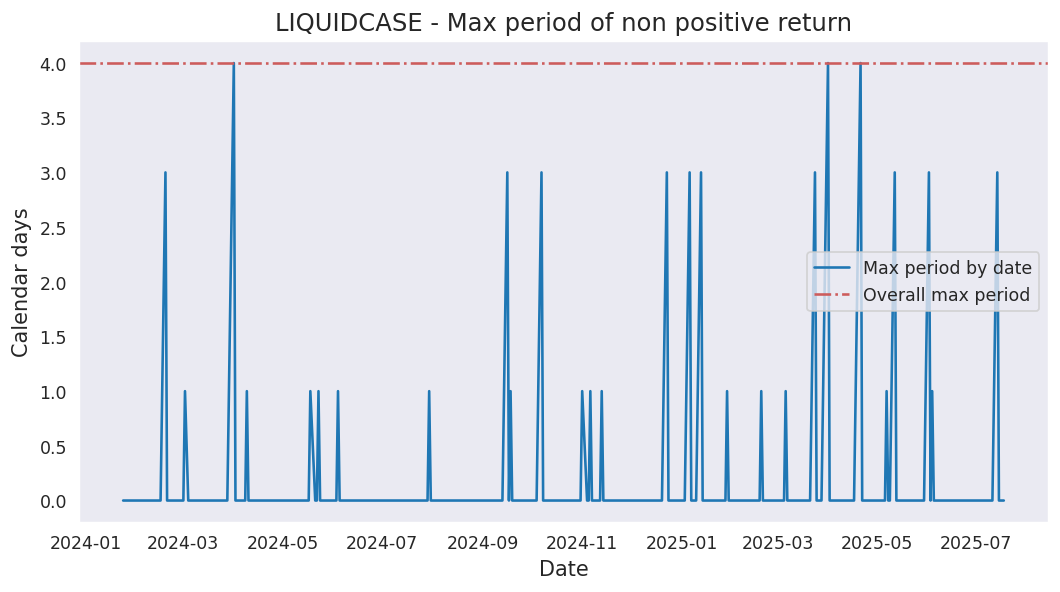 LIQUIDCASE - Max period of non positive return
Calendar days
4.0
3.5
3.0
2.5
2.0
1.5
1.0
0.5
0.0
Max period by date
Overall max period
2024-01 2024-03 2024-05 2024-07 2024-09 2024-11 2025-01 2025-03 2025-05 2025-07
Date